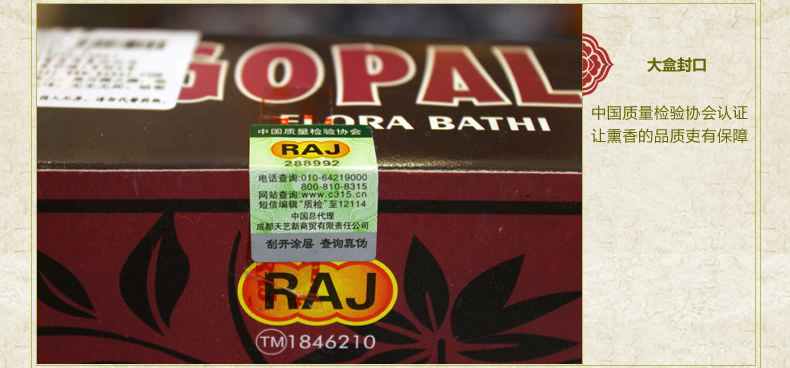 GOPAL
FLORA BATHI
中国质量检验协会
RAJ
288992
电话查询:010-64219000
800-810-8315
网站查询:www.c315.cn
短信编辑"质检"至12114
中国总代理
成都天艺新商贸有限责任公司
刮开涂层 查询真伪
RAJ
TM1846210
大盒封口
中国质量检验协会认证
让熏香的品质吏有保障